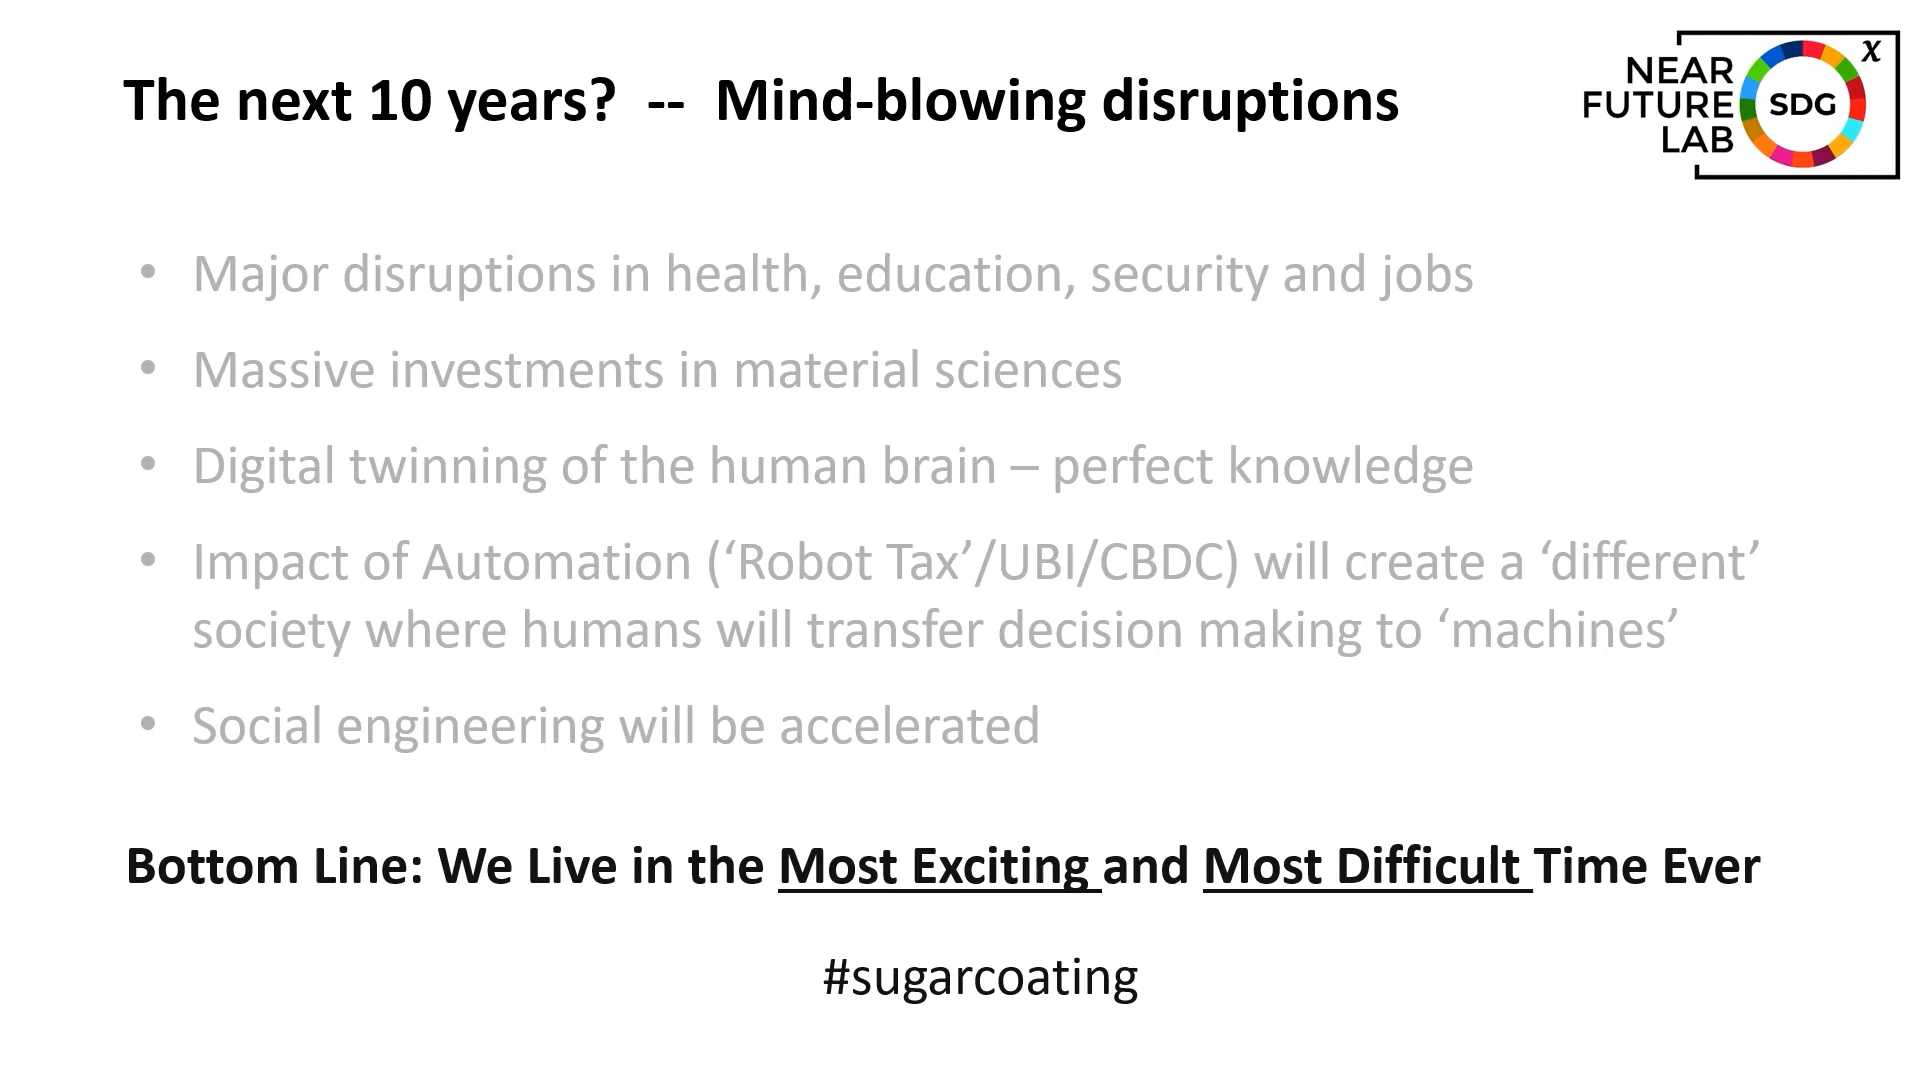 The next 10 years?  --  Mind-blowing disruptions
NEAR
FUTURE
LAB
SDG
x
• Major disruptions in health, education, security and jobs
• Massive investments in material sciences
• Digital twinning of the human brain – perfect knowledge
• Impact of Automation (‘Robot Tax’/UBI/CBDC) will create a ‘different’
society where humans will transfer decision making to ‘machines’
• Social engineering will be accelerated
Bottom Line: We Live in the Most Exciting and Most Difficult Time Ever
#sugarcoating